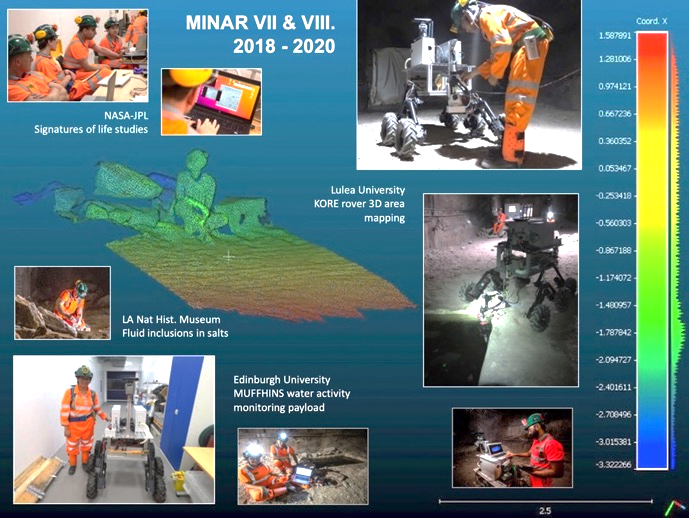 MINAR VII & VIII.
2018 - 2020
NASA-JPL
Signatures of life studies
Lulea University
KORE rover 3D area
mapping
LA Nat Hist. Museum
Fluid inclusions in salts
Edinburgh University
MUFFHINS water activity
monitoring payload
Coord. X
1.587891
1.281006
0.974121
0.667236
0.360352
0.053467
-0.253418
-0.560303
-0.867188
-1.174072
-1.480957
-1.787842
-2.094727
-2.401611
-2.708496
-3.015381
-3.322266
2.5